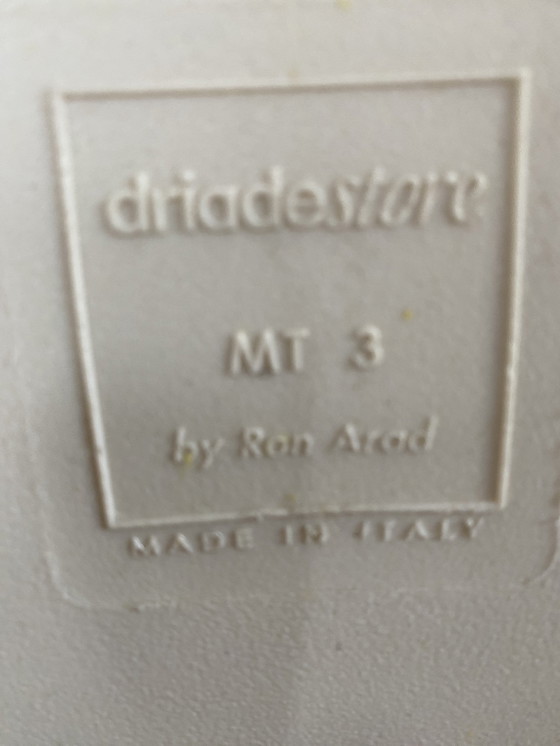 driadestore
MT 3
by Ron Arad
MADE IN ITALY